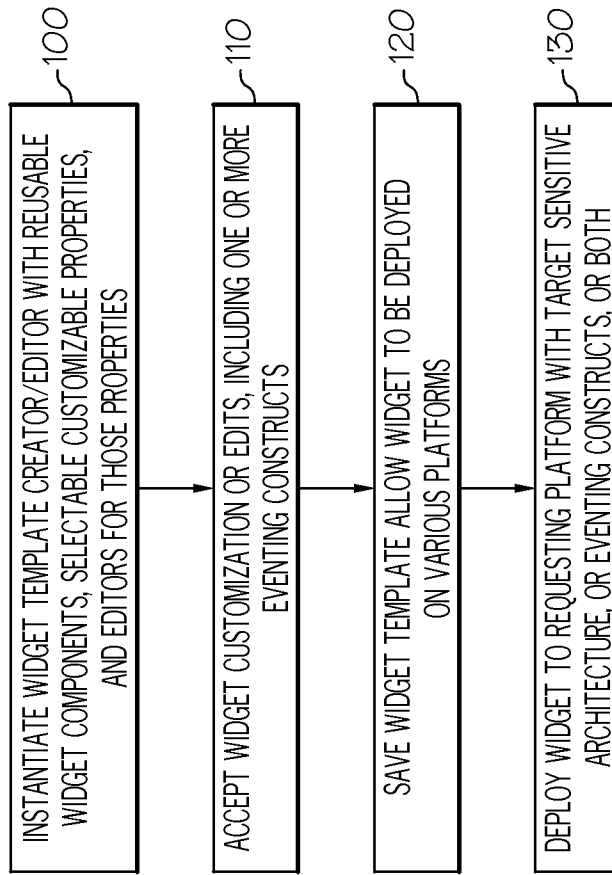 INSTANTIATE WIDGET TEMPLATE CREATOR/EDITOR WITH REUSABLE
WIDGET COMPONENTS, SELECTABLE CUSTOMIZABLE PROPERTIES,
AND EDITORS FOR THOSE PROPERTIES
100
ACCEPT WIDGET CUSTOMIZATION OR EDITS, INCLUDING ONE OR MORE
EVENTING CONSTRUCTS
110
SAVE WIDGET TEMPLATE ALLOW WIDGET TO BE DEPLOYED
ON VARIOUS PLATFORMS
120
DEPLOY WIDGET TO REQUESTING PLATFORM WITH TARGET SENSITIVE
ARCHITECTURE, OR EVENTING CONSTRUCTS, OR BOTH
130